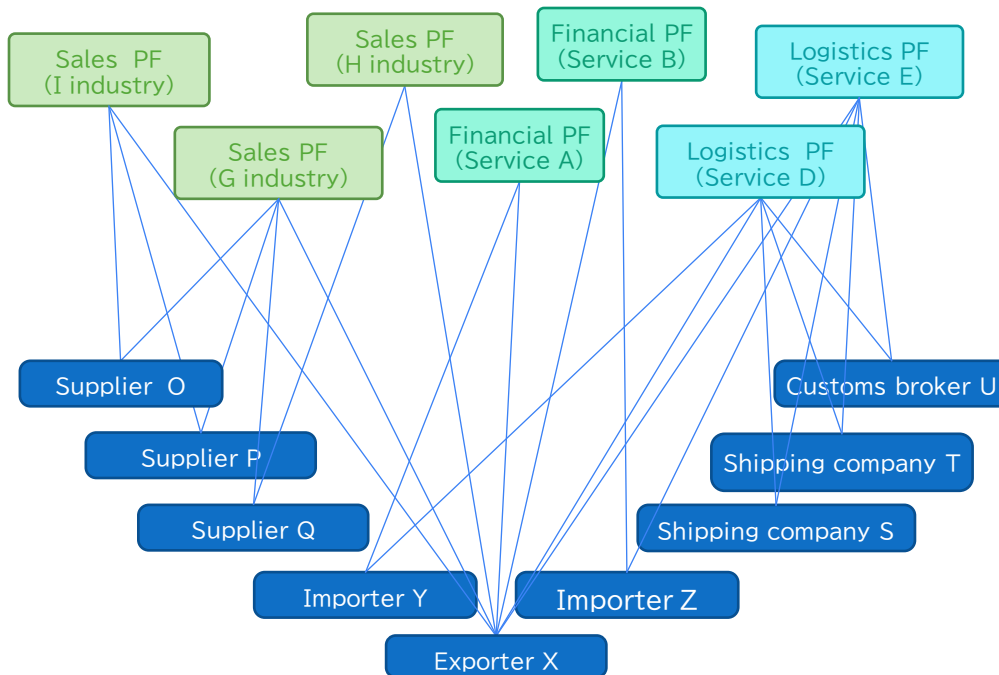 Sales PF
(I industry)
Sales PF
(H industry)
Financial PF
(Service B)
Logistics PF
(Service E)
Sales PF
(G industry)
Financial PF
(Service A)
Logistics PF
(Service D)
Supplier O
Customs broker U
Supplier P
Shipping company T
Supplier Q
Shipping company S
Importer Y
Importer Z
Exporter X